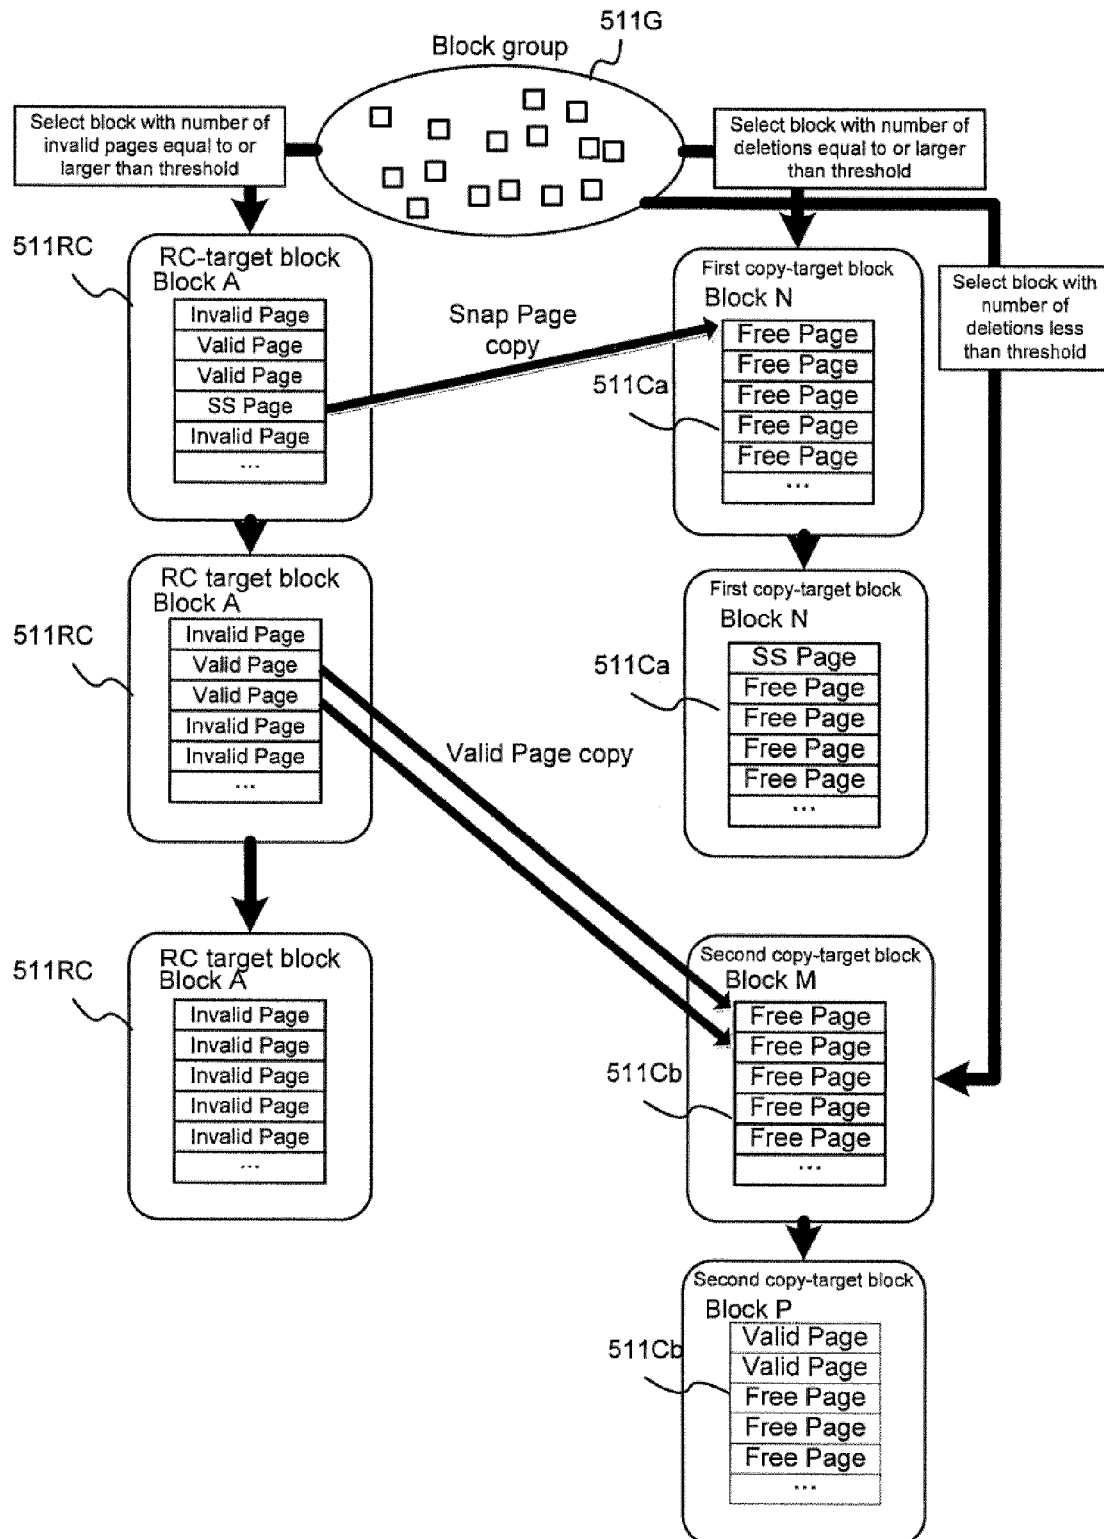 511G
Block group
Select block with number of
invalid pages equal to or
larger than threshold
Select block with number of
deletions equal to or larger
than threshold
511RC
RC-target block
Block A
Invalid Page
Valid Page
Valid Page
SS Page
Invalid Page
...
Snap Page
copy
First copy-target block
Block N
511Ca
Free Page
Free Page
Free Page
Free Page
Free Page
...
Select block with
number of
deletions less
than threshold
511RC
RC target block
Block A
Invalid Page
Valid Page
Valid Page
Invalid Page
Invalid Page
...
Valid Page copy
First copy-target block
Block N
511Ca
SS Page
Free Page
Free Page
Free Page
Free Page
...
511RC
RC target block
Block A
Invalid Page
Invalid Page
Invalid Page
Invalid Page
Invalid Page
...
Second copy-target block
Block M
511Cb
Free Page
Free Page
Free Page
Free Page
Free Page
...
Second copy-target block
Block P
511Cb
Valid Page
Valid Page
Free Page
Free Page
Free Page
...